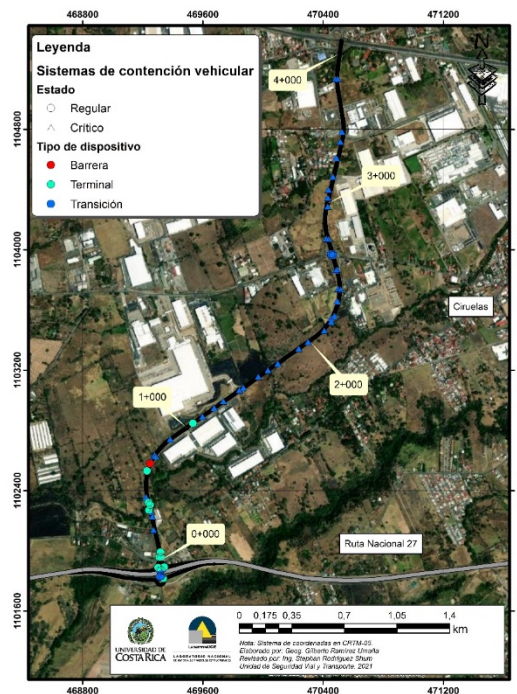 468800 469600 470400 471200
Leyenda
Sistemas de contención vehicular
Estado
Regular
Crítico
Tipo de dispositivo
Barrera
Terminal
Transición
N
4+000
3+000
Ciruelas
2+000
1+000
0+000
Ruta Nacional 27
1104800
1104000
1103200
1102400
1101600
UNIVERSIDAD DE
COSTA RICA
LanammeUCR
LABORATORIO NACIONAL
0 0,175 0,35 0,7 1,05 1,4
km
Nota: Sistema de coordenadas en CRTM-05.
Elaborado por: Geog. Gilberto Ramírez Umaña
Revisado por: Ing. Stephan Rodríguez Shum
Unidad de Seguridad Vial y Transporte, 2021
468800 469600 470400 471200